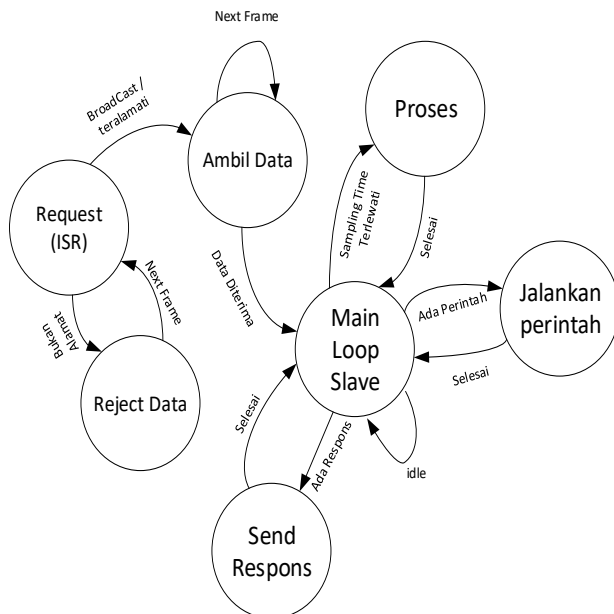 Next Frame
BroadCast /
teralamati
Ambil Data
Proses
Request
(ISR)
Sampling Time
Terlewati
Selesai
Data Diterima
Next Frame
Bukan
Alamat
Reject Data
Main
Loop
Slave
Ada Perintah
Jalankan
perintah
Selesai
Selesai
Ada Respons
idle
Send
Respons